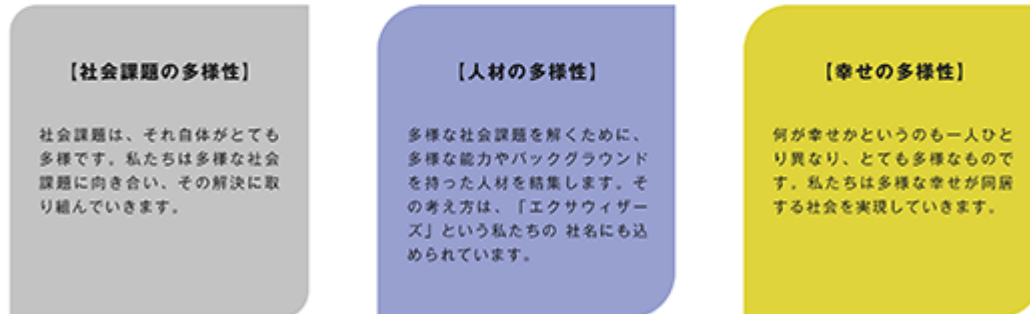 【社会課題の多様性】
社会課題は、それ自体がとても
多様です。私たちは多様な社会
課題に向き合い、その解決に取
り組んでいきます。
【人材の多様性】
多様な社会課題を解くために、
多様な能力やバックグラウンド
を持った人材を結集します。そ
の考え方は、「エクサウィザー
ズ」という私たちの 社名にも込
められています。
【幸せの多様性】
何が幸せかというのも一人ひと
り異なり、とても多様なもので
す。私たちは多様な幸せが同居
する社会を実現していきます。